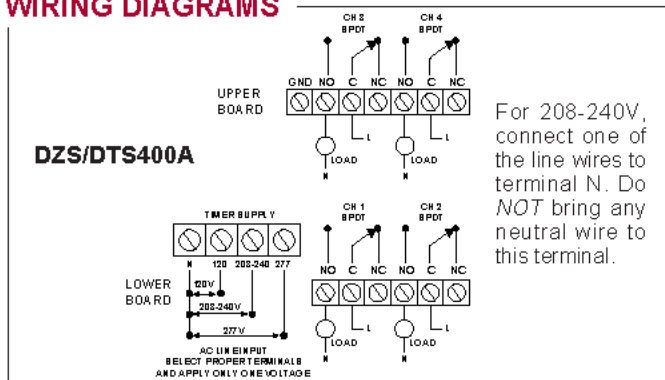 WIRING DIAGRAMS
CH 3 CH 4
SPDT SPDT
GND NO C NC NO C NC
UPPER
BOARD
L L
LOAD LOAD
N N
DZS/DTS400A
For 208-240V,
connect one of
the line wires to
terminal N. Do
NOT bring any
neutral wire to
this terminal.
CH 1 CH 2
SPDT SPDT
TIMER SUPPLY
N 120 208-240 277
NO C NC NO C NC
LOWER
BOARD
120V
208-240V
277V
L L
LOAD LOAD
N N
AC LINE INPUT
SELECT PROPER TERMINALS
AND APPLY ONLY ONE VOLTAGE